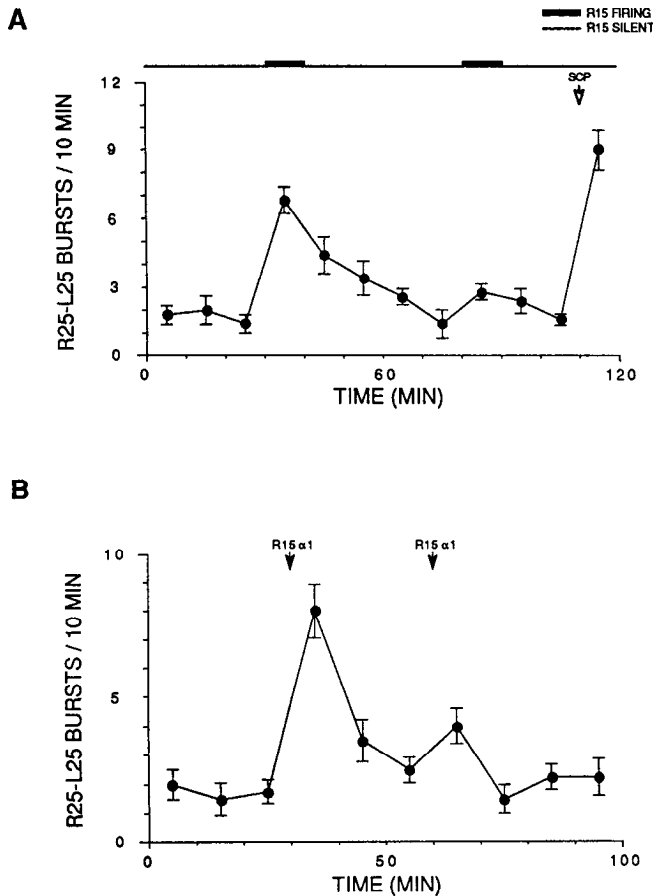 A
R15 FIRING
R15 SILENT
SCP
12
9
6
3
0
R25-L25 BURSTS / 10 MIN
0 60 120
TIME (MIN)
B
R15 α1 R15 α1
10
5
0
R25-L25 BURSTS / 10 MIN
0 50 100
TIME (MIN)